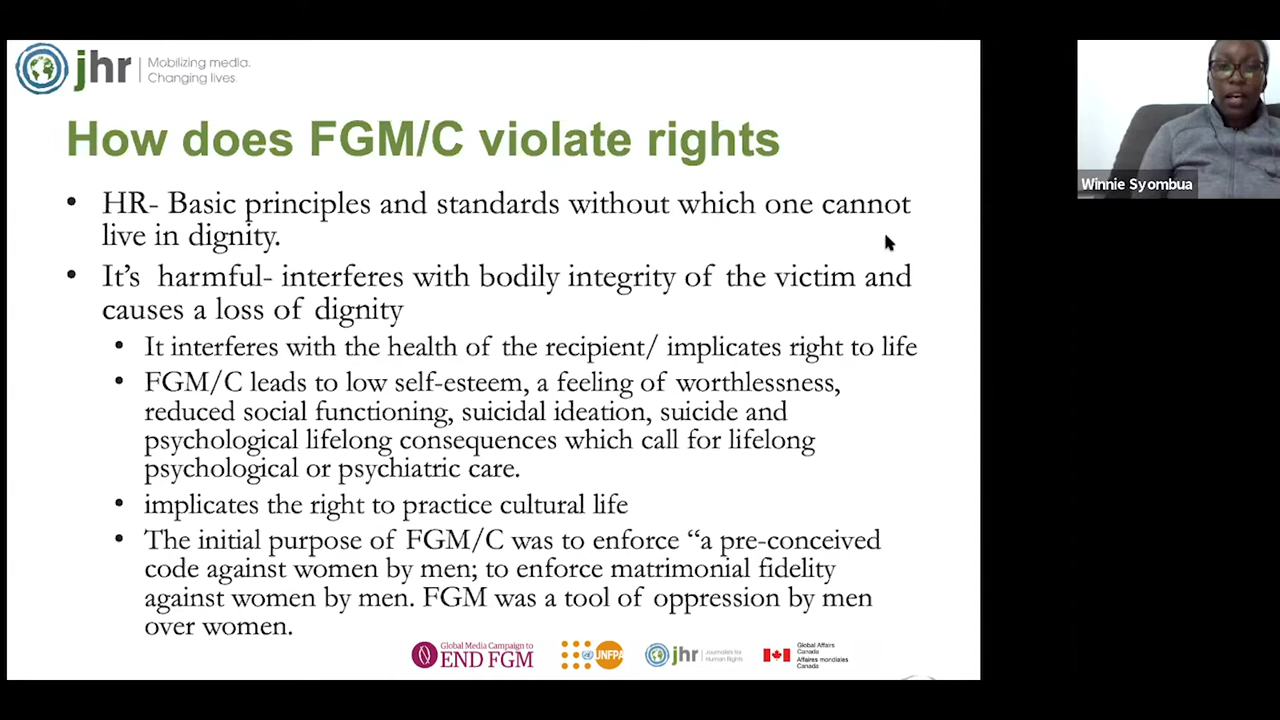 jhr
Mobilizing media.
Changing lives.
How does FGM/C violate rights
• HR- Basic principles and standards without which one cannot
live in dignity.
• It's harmful- interferes with bodily integrity of the victim and
causes a loss of dignity
• It interferes with the health of the recipient/ implicates right to life
• FGM/C leads to low self-esteem, a feeling of worthlessness,
reduced social functioning, suicidal ideation, suicide and
psychological lifelong consequences which call for lifelong
psychological or psychiatric care.
• implicates the right to practice cultural life
• The initial purpose of FGM/C was to enforce “a pre-conceived
code against women by men; to enforce matrimonial fidelity
against women by men. FGM was a tool of oppression by men
over women.
Global Media Campaign to
END FGM
UNFPA
jhr
Journalists for
Human Rights
Global Affairs
Canada
Affaires mondiales
Canada
Winnie Syombua